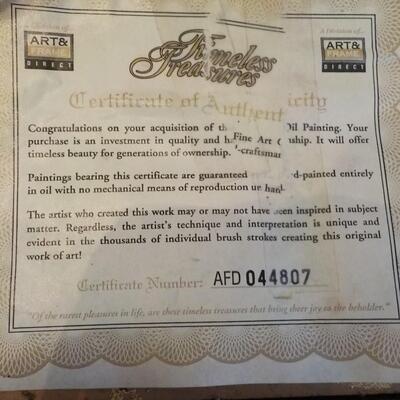 A Division of... A Division of...
ART& The ART&
FRAME Timeless FRAME
DIRECT Treasures DIRECT
Certificate of Authenticity
Congratulations on your acquisition of Oil Painting. Your
purchase is an investment in quality and Fine Art It will offer
timeless beauty for generations of ownership.
Paintings bearing this certificate are guaranteed entirely
in oil with no mechanical means of reproduction
The artist who created this work may or may not have been inspired in subject
matter. Regardless, the artist's technique and interpretation is unique and
evident in the thousands of individual brush strokes creating this original
work of art!
Certificate Number: AFD 044807
"Of the rarest pleasures in life, are these timeless treasures that bring their joy to the beholder."